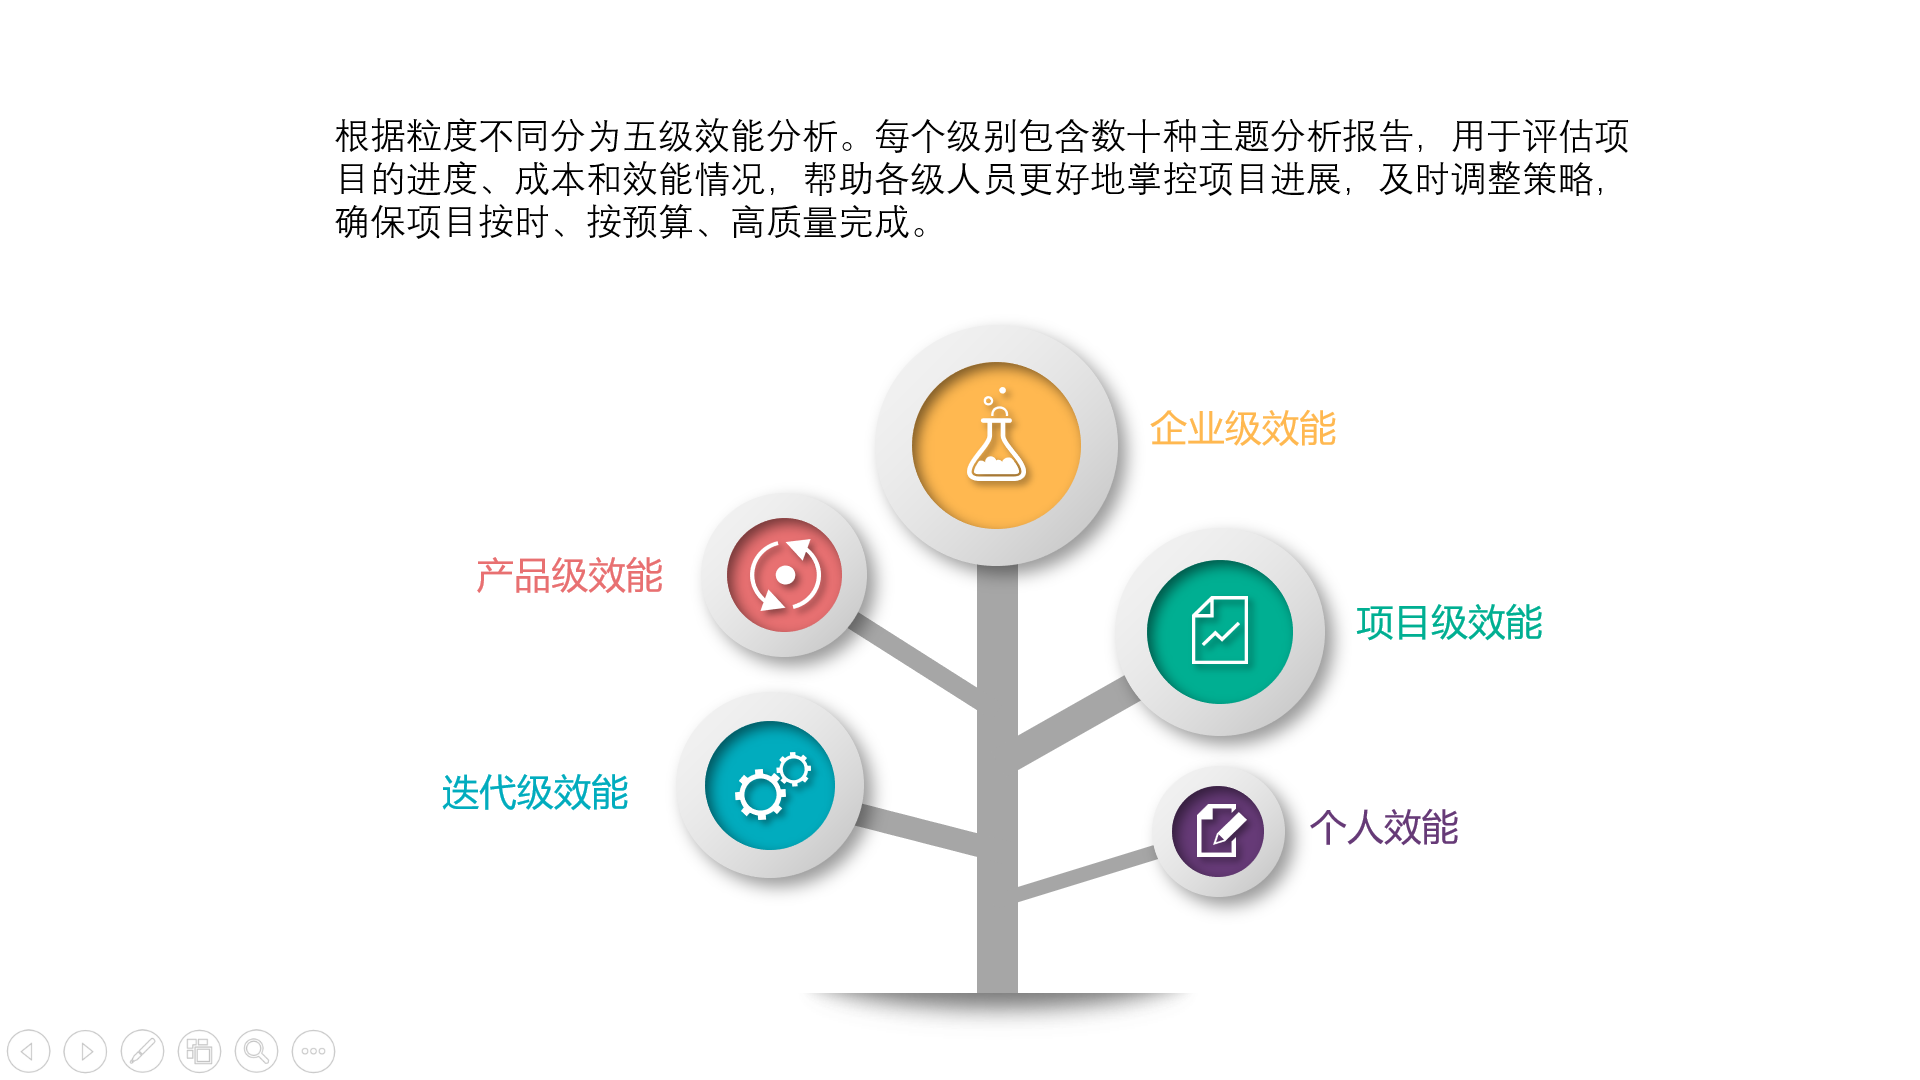 根据粒度不同分为五级效能分析。每个级别包含数十种主题分析报告，用于评估项
目的进度、成本和效能情况，帮助各级人员更好地掌控项目进展，及时调整策略，
确保项目按时、按预算、高质量完成。
企业级效能
产品级效能
项目级效能
迭代级效能
个人效能